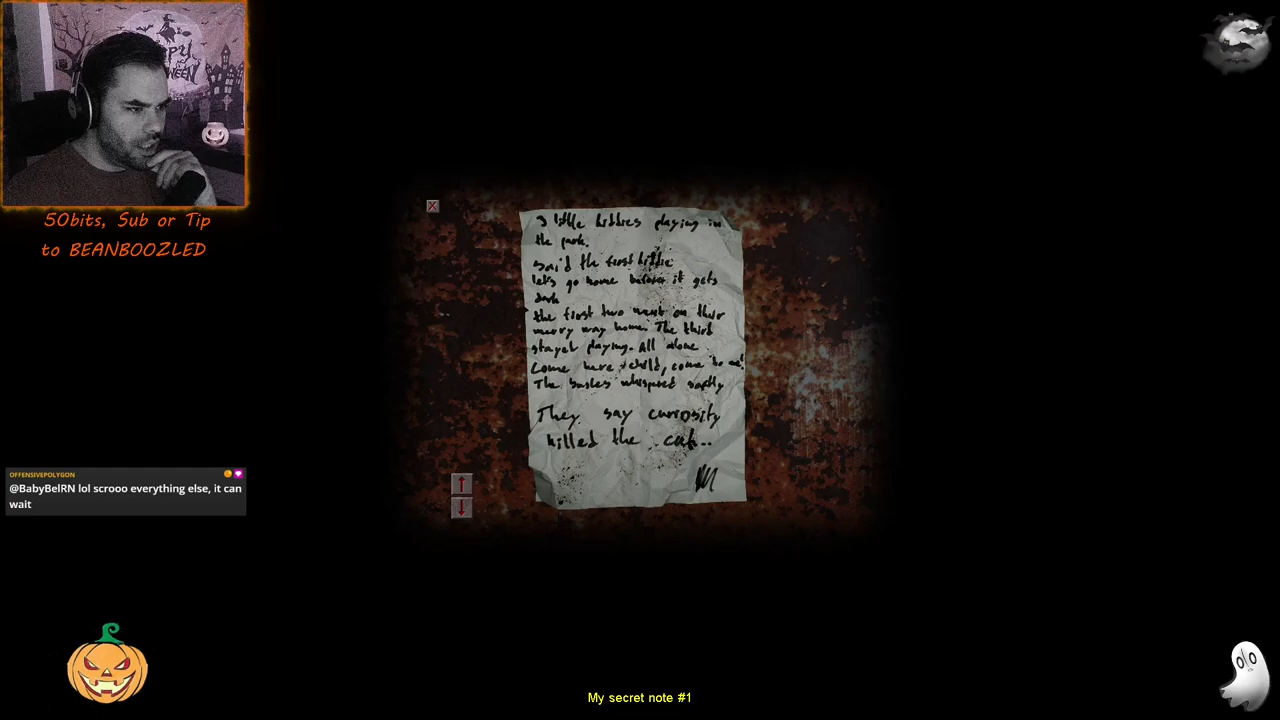 50bits, Sub or Tip
to BEANBOOZLED
X
3 little kiddies playing in
the park.
said the first kiddie
let's go home before it gets
dark
the first two went on their
merry way home. The third
stayed playing. All alone
Come here child, come to me!
The bushes whispered softly
They say curiosity
killed the cat...
OFFENSIVEPOLYGON
@BabyBelRN lol scrooo everything else, it can
wait
My secret note #1